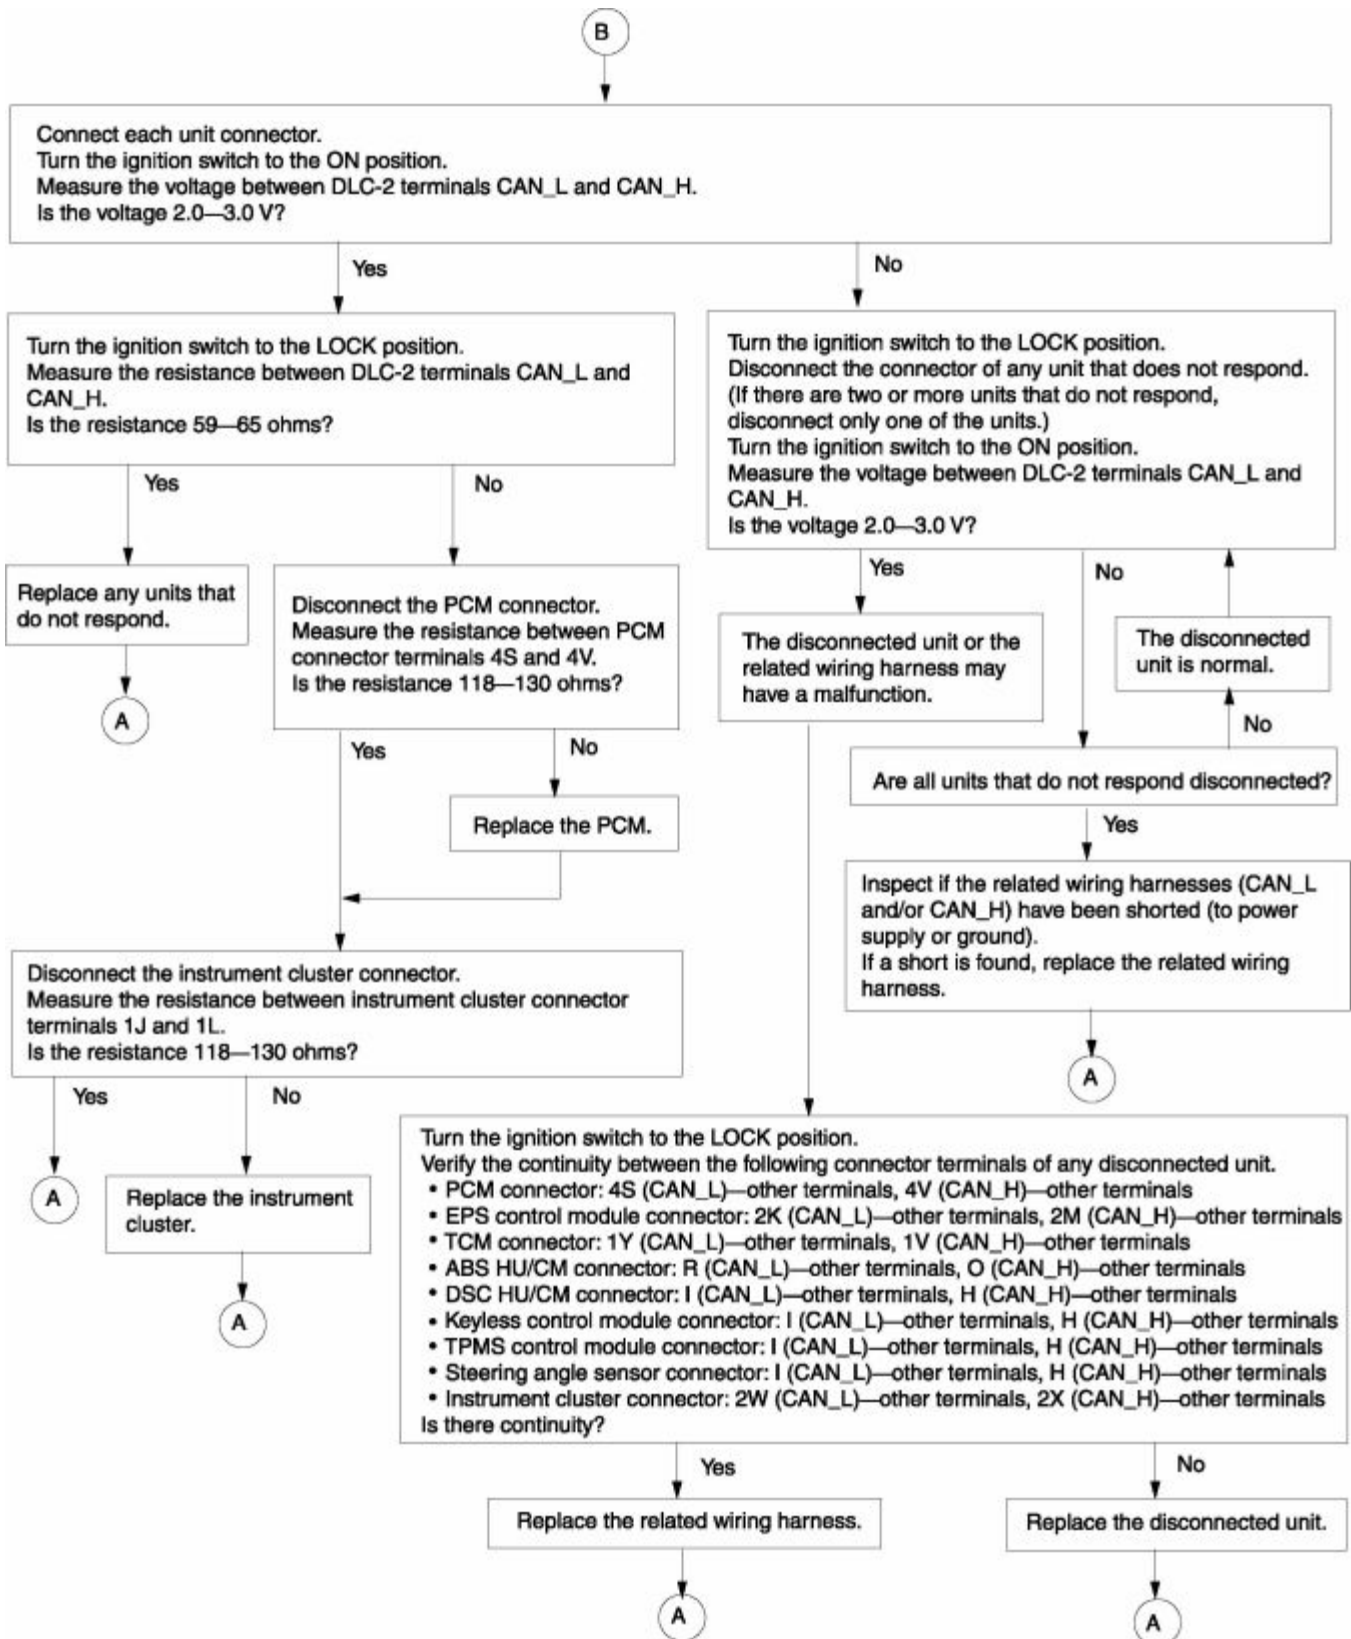 B
Connect each unit connector.
Turn the ignition switch to the ON position.
Measure the voltage between DLC-2 terminals CAN_L and CAN_H.
Is the voltage 2.0—3.0 V?
Yes
No
Turn the ignition switch to the LOCK position.
Measure the resistance between DLC-2 terminals CAN_L and
CAN_H.
Is the resistance 59—65 ohms?
Turn the ignition switch to the LOCK position.
Disconnect the connector of any unit that does not respond.
(If there are two or more units that do not respond,
disconnect only one of the units.)
Turn the ignition switch to the ON position.
Measure the voltage between DLC-2 terminals CAN_L and
CAN_H.
Is the voltage 2.0—3.0 V?
Yes
No
Yes
No
Replace any units that
do not respond.
A
Disconnect the PCM connector.
Measure the resistance between PCM
connector terminals 4S and 4V.
Is the resistance 118—130 ohms?
The disconnected unit or the
related wiring harness may
have a malfunction.
The disconnected
unit is normal.
No
Yes
No
Are all units that do not respond disconnected?
Yes
Replace the PCM.
Inspect if the related wiring harnesses (CAN_L
and/or CAN_H) have been shorted (to power
supply or ground).
If a short is found, replace the related wiring
harness.
A
Disconnect the instrument cluster connector.
Measure the resistance between instrument cluster connector
terminals 1J and 1L.
Is the resistance 118—130 ohms?
Yes
No
A
Replace the instrument
cluster.
A
Turn the ignition switch to the LOCK position.
Verify the continuity between the following connector terminals of any disconnected unit.
• PCM connector: 4S (CAN_L)—other terminals, 4V (CAN_H)—other terminals
• EPS control module connector: 2K (CAN_L)—other terminals, 2M (CAN_H)—other terminals
• TCM connector: 1Y (CAN_L)—other terminals, 1V (CAN_H)—other terminals
• ABS HU/CM connector: R (CAN_L)—other terminals, O (CAN_H)—other terminals
• DSC HU/CM connector: I (CAN_L)—other terminals, H (CAN_H)—other terminals
• Keyless control module connector: I (CAN_L)—other terminals, H (CAN_H)—other terminals
• TPMS control module connector: I (CAN_L)—other terminals, H (CAN_H)—other terminals
• Steering angle sensor connector: I (CAN_L)—other terminals, H (CAN_H)—other terminals
• Instrument cluster connector: 2W (CAN_L)—other terminals, 2X (CAN_H)—other terminals
Is there continuity?
Yes
No
Replace the related wiring harness.
Replace the disconnected unit.
A
A